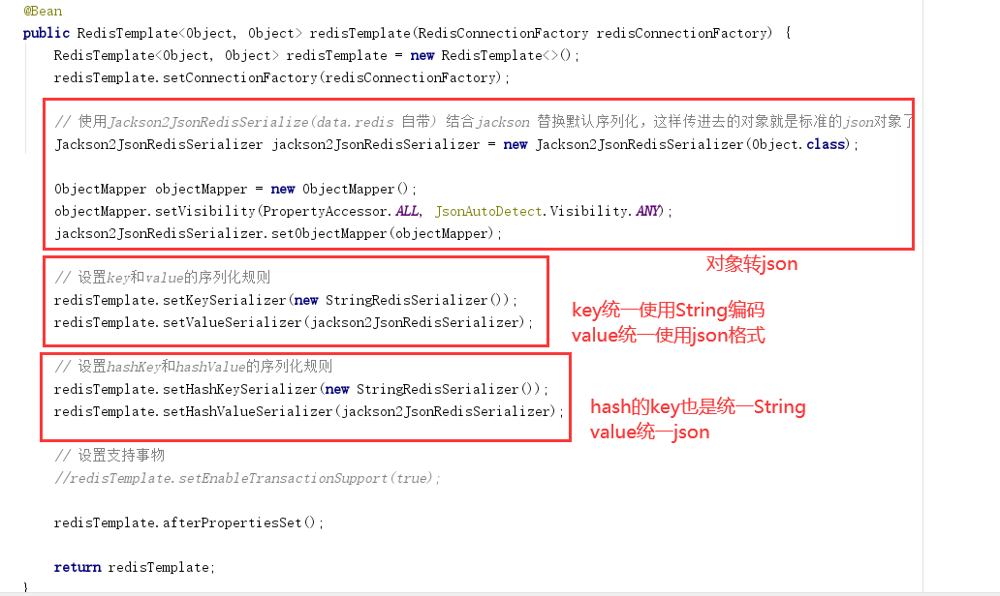 @Bean
public RedisTemplate<Object, Object> redisTemplate(RedisConnectionFactory redisConnectionFactory) {
RedisTemplate<Object, Object> redisTemplate = new RedisTemplate<>();
redisTemplate.setConnectionFactory(redisConnectionFactory);
// 使用Jackson2JsonRedisSerialize(data.redis 自带) 结合jackson 替换默认序列化，这样传进去的对象就是标准的json对象了
Jackson2JsonRedisSerializer jackson2JsonRedisSerializer = new Jackson2JsonRedisSerializer(Object.class);
ObjectMapper objectMapper = new ObjectMapper();
objectMapper.setVisibility(PropertyAccessor.ALL, JsonAutoDetect.Visibility.ANY);
jackson2JsonRedisSerializer.setObjectMapper(objectMapper);
对象转json
// 设置key和value的序列化规则
redisTemplate.setKeySerializer(new StringRedisSerializer());
redisTemplate.setValueSerializer(jackson2JsonRedisSerializer);
key统一使用String编码
value统一使用json格式
// 设置hashKey和hashValue的序列化规则
redisTemplate.setHashKeySerializer(new StringRedisSerializer());
redisTemplate.setHashValueSerializer(jackson2JsonRedisSerializer);
hash的key也是统一String
value统一json
// 设置支持事物
//redisTemplate.setEnableTransactionSupport(true);
redisTemplate.afterPropertiesSet();
return redisTemplate;
}